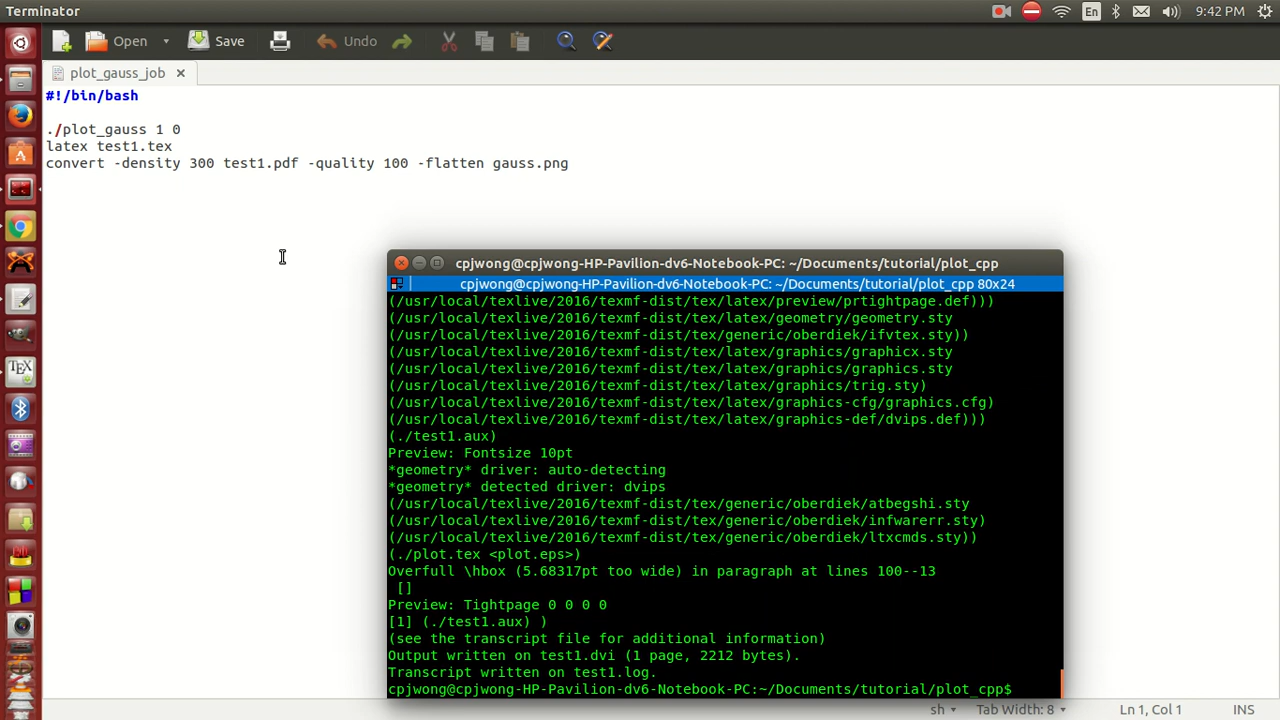 Terminator
En
9:42 PM
Open
Save
Undo
plot_gauss_job
#!/bin/bash
./plot_gauss 1 0
latex test1.tex
convert -density 300 test1.pdf -quality 100 -flatten gauss.png
cpjwong@cpjwong-HP-Pavilion-dv6-Notebook-PC: ~/Documents/tutorial/plot_cpp
cpjwong@cpjwong-HP-Pavilion-dv6-Notebook-PC: ~/Documents/tutorial/plot_cpp 80x24
(/usr/local/texlive/2016/texmf-dist/tex/latex/preview/prtightpage.def)))
(/usr/local/texlive/2016/texmf-dist/tex/latex/geometry/geometry.sty
(/usr/local/texlive/2016/texmf-dist/tex/generic/oberdiek/ifvtex.sty))
(/usr/local/texlive/2016/texmf-dist/tex/latex/graphics/graphicx.sty
(/usr/local/texlive/2016/texmf-dist/tex/latex/graphics/graphics.sty
(/usr/local/texlive/2016/texmf-dist/tex/latex/graphics/trig.sty)
(/usr/local/texlive/2016/texmf-dist/tex/latex/graphics-cfg/graphics.cfg)
(/usr/local/texlive/2016/texmf-dist/tex/latex/graphics-def/dvips.def)))
(./test1.aux)
Preview: Fontsize 10pt
*geometry* driver: auto-detecting
*geometry* detected driver: dvips
(/usr/local/texlive/2016/texmf-dist/tex/generic/oberdiek/atbegshi.sty
(/usr/local/texlive/2016/texmf-dist/tex/generic/oberdiek/infwarerr.sty)
(/usr/local/texlive/2016/texmf-dist/tex/generic/oberdiek/ltxcmds.sty))
(./plot.tex <plot.eps>)
Overfull \hbox (5.68317pt too wide) in paragraph at lines 100--13
[]
Preview: Tightpage 0 0 0 0
[1] (./test1.aux) )
(see the transcript file for additional information)
Output written on test1.dvi (1 page, 2212 bytes).
Transcript written on test1.log.
cpjwong@cpjwong-HP-Pavilion-dv6-Notebook-PC:~/Documents/tutorial/plot_cpp$
TEX
sh
Tab Width: 8
Ln 1, Col 1
INS